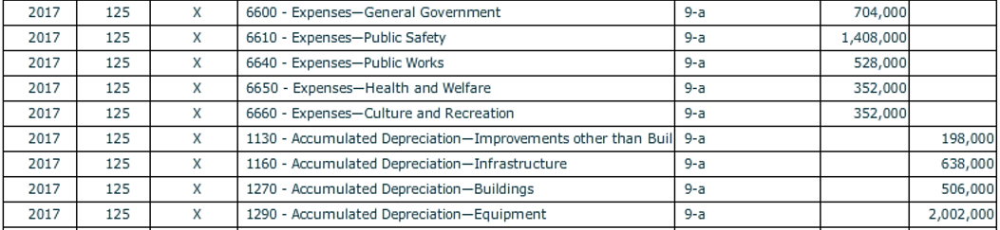 2017 125 X 6600 - Expenses—General Government 9-a 704,000
2017 125 X 6610 - Expenses—Public Safety 9-a 1,408,000
2017 125 X 6640 - Expenses—Public Works 9-a 528,000
2017 125 X 6650 - Expenses—Health and Welfare 9-a 352,000
2017 125 X 6660 - Expenses—Culture and Recreation 9-a 352,000
2017 125 X 1130 - Accumulated Depreciation—Improvements other than Buil 9-a 198,000
2017 125 X 1160 - Accumulated Depreciation—Infrastructure 9-a 638,000
2017 125 X 1270 - Accumulated Depreciation—Buildings 9-a 506,000
2017 125 X 1290 - Accumulated Depreciation—Equipment 9-a 2,002,000